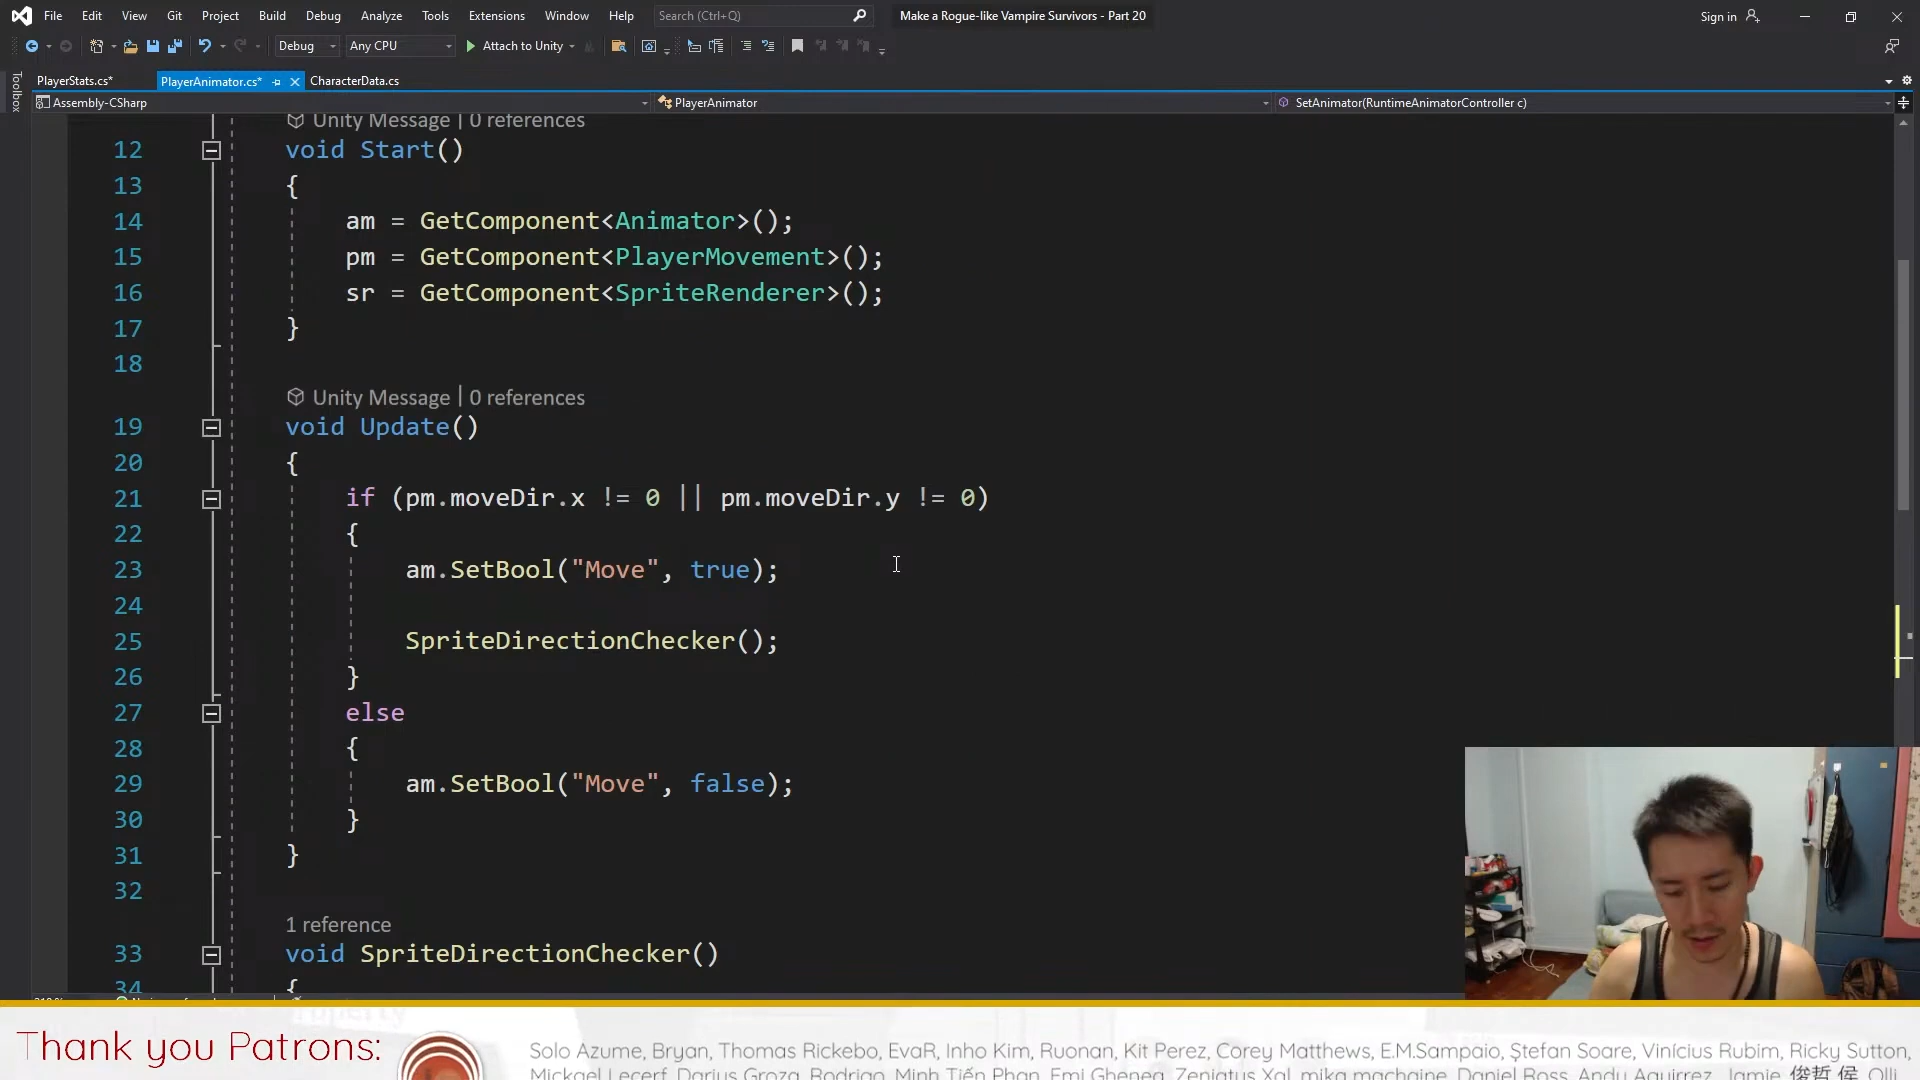 File Edit View Git Project Build Debug Test Analyze Tools Extensions Window Help Search (Ctrl+Q) Make a Rogue-like Vampire Survivors - Part 20 Sign in
Debug Any CPU Attach to Unity
Toolbox
PlayerStats.cs* PlayerAnimator.cs* CharacterData.cs
Assembly-CSharp PlayerAnimator SetAnimator(RuntimeAnimatorController c)
Unity Message | 0 references
12 void Start()
13 {
14 am = GetComponent<Animator>();
15 pm = GetComponent<PlayerMovement>();
16 sr = GetComponent<SpriteRenderer>();
17 }
18
Unity Message | 0 references
19 void Update()
20 {
21 if (pm.moveDir.x != 0 || pm.moveDir.y != 0)
22 {
23 am.SetBool("Move", true);
24
25 SpriteDirectionChecker();
26 }
27 else
28 {
29 am.SetBool("Move", false);
30 }
31 }
32
1 reference
33 void SpriteDirectionChecker()
34 {
Thank you Patrons:
Solo Azume, Bryan, Thomas Rickebo, EvaR, Inho Kim, Ruonan, Kit Perez, Corey Matthews, E.M.Sampaio, Ştefan Soare, Vinícius Rubim, Ricky Sutton,
Mickael Lecerf, Darius Groza, Rodrigo, Minh Tiến Phan, Emi Ghenea, Zeniatus Xal, mika machaine, Daniel Ross, Andy Aguirrez, Jamie, 俊哲 侯, Olli